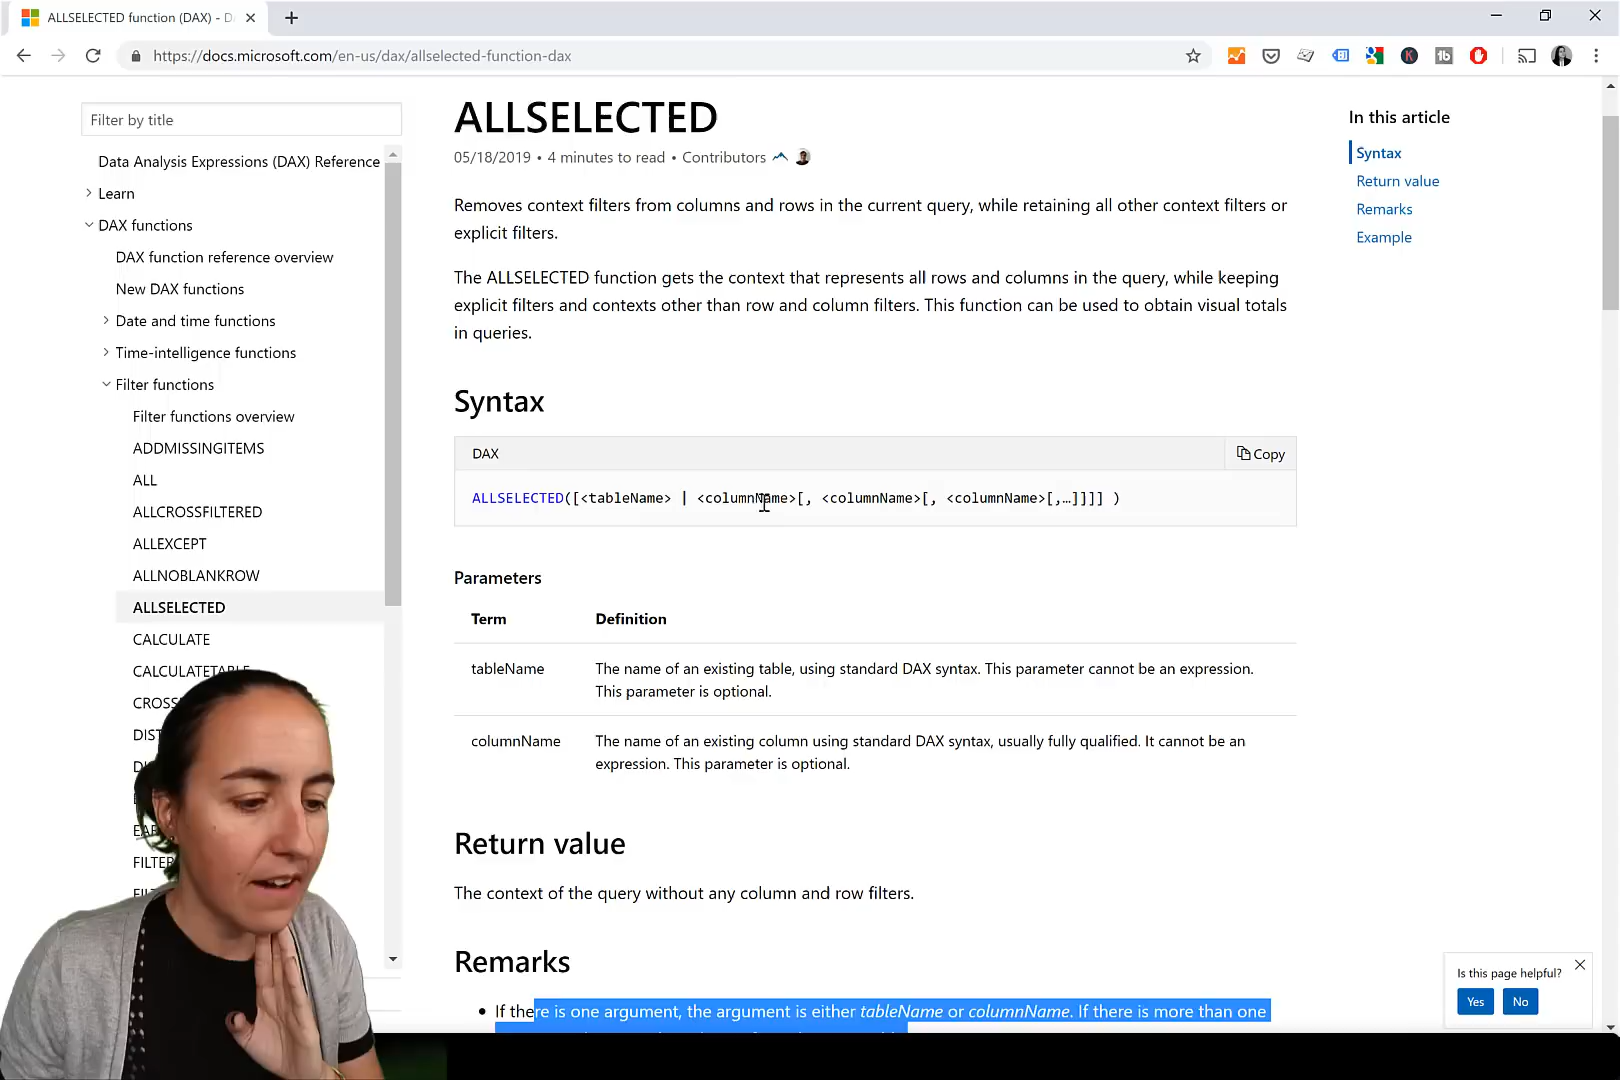 ALLSELECTED function (DAX) - D
https://docs.microsoft.com/en-us/dax/allselected-function-dax
Filter by title
Data Analysis Expressions (DAX) Reference
Learn
DAX functions
DAX function reference overview
New DAX functions
Date and time functions
Time-intelligence functions
Filter functions
Filter functions overview
ADDMISSINGITEMS
ALL
ALLCROSSFILTERED
ALLEXCEPT
ALLNOBLANKROW
ALLSELECTED
CALCULATE
CALCULATETABLE
CROSS
DIST
FILTER
ALLSELECTED
05/18/2019 • 4 minutes to read • Contributors
Removes context filters from columns and rows in the current query, while retaining all other context filters or
explicit filters.
The ALLSELECTED function gets the context that represents all rows and columns in the query, while keeping
explicit filters and contexts other than row and column filters. This function can be used to obtain visual totals
in queries.
Syntax
DAX
Copy
ALLSELECTED([<tableName> | <columnName>[, <columnName>[, <columnName>[,…]]]] )
Parameters
Term Definition
tableName The name of an existing table, using standard DAX syntax. This parameter cannot be an expression.
This parameter is optional.
columnName The name of an existing column using standard DAX syntax, usually fully qualified. It cannot be an
expression. This parameter is optional.
Return value
The context of the query without any column and row filters.
Remarks
• If there is one argument, the argument is either tableName or columnName. If there is more than one
In this article
Syntax
Return value
Remarks
Example
Is this page helpful?
Yes No